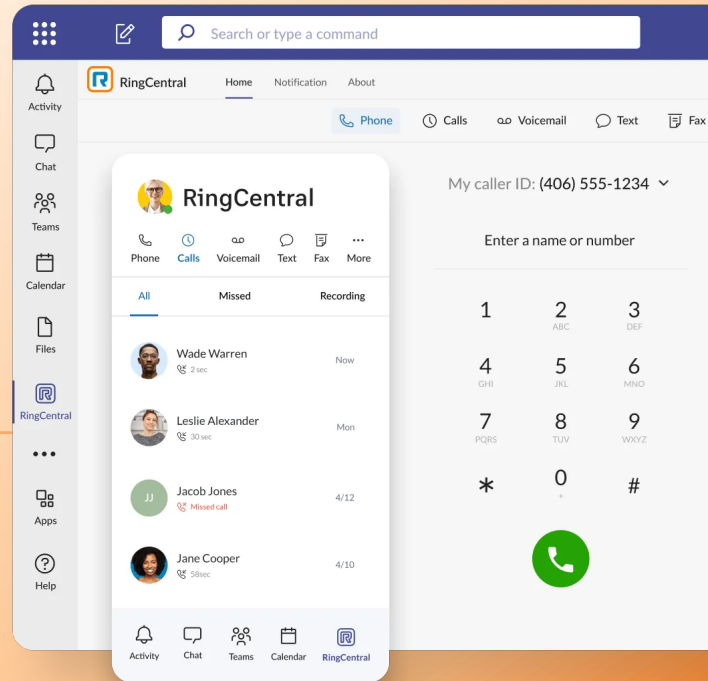 Search or type a command
Activity
Chat
Teams
Calendar
Files
RingCentral
Apps
Help
RingCentral Home Notification About
Phone Calls Voicemail Text Fax
RingCentral
Phone Calls Voicemail Text Fax More
All Missed Recording
Wade Warren Now
2 sec
Leslie Alexander Mon
30 sec
JJ Jacob Jones 4/12
Missed call
Jane Cooper 4/10
58sec
Activity Chat Teams Calendar RingCentral
My caller ID: (406) 555-1234
Enter a name or number
1 2 3
ABC DEF
4 5 6
GHI JKL MNO
7 8 9
PQRS TUV WXYZ
* 0 #
+